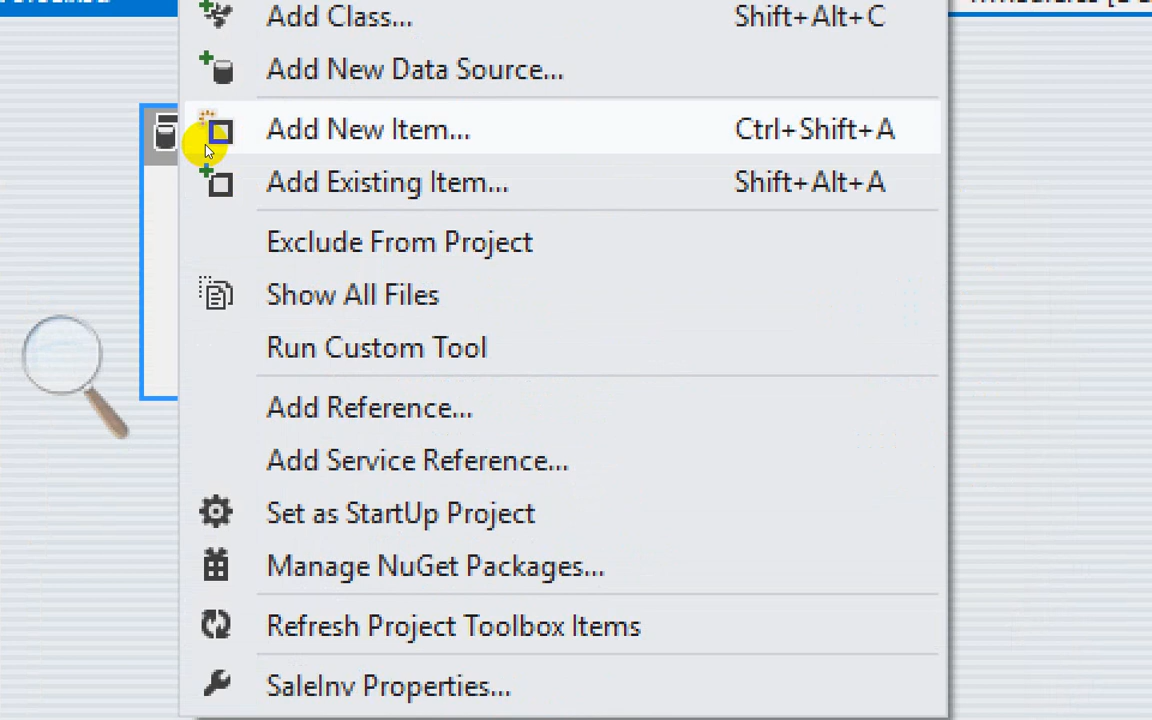 Add Class... Shift+Alt+C
Add New Data Source...
Add New Item... Ctrl+Shift+A
Add Existing Item... Shift+Alt+A
Exclude From Project
Show All Files
Run Custom Tool
Add Reference...
Add Service Reference...
Set as StartUp Project
Manage NuGet Packages...
Refresh Project Toolbox Items
SaleInv Properties...